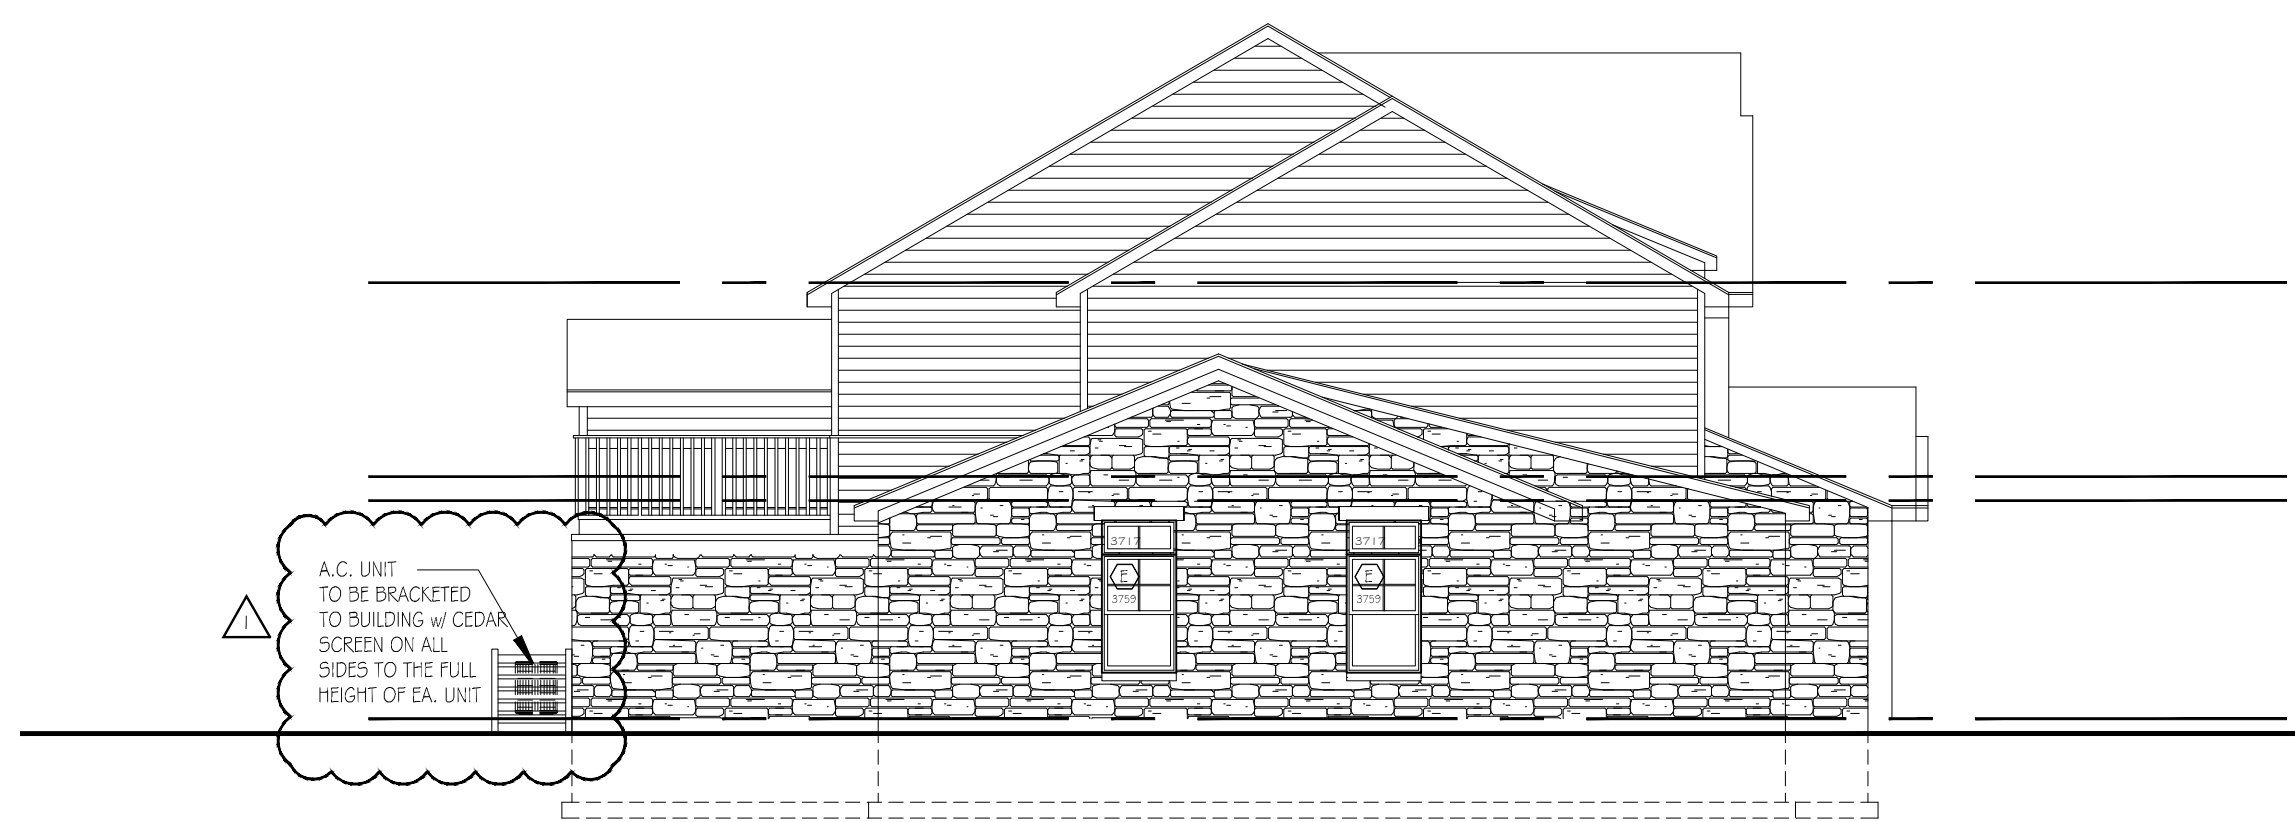 A.C. UNIT
TO BE BRACKETED
TO BUILDING w/ CEDAR
SCREEN ON ALL
SIDES TO THE FULL
HEIGHT OF EA. UNIT
1
3717
E
3759
3717
E
3759